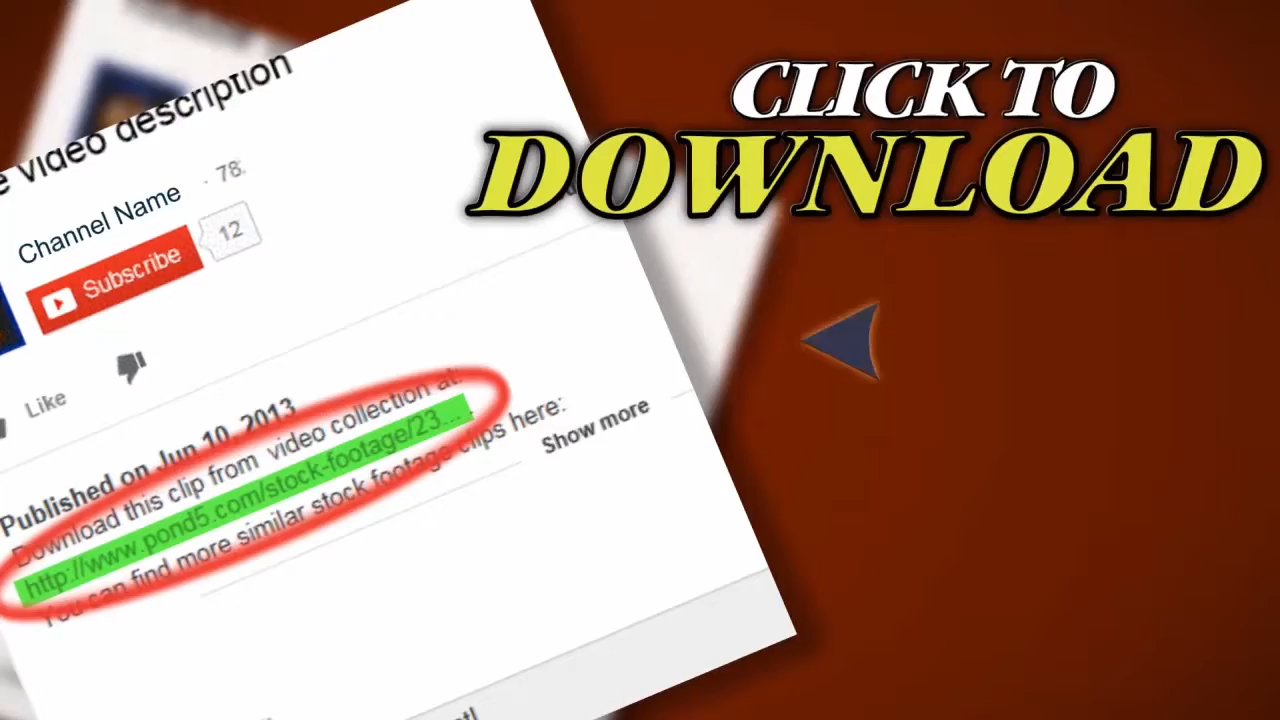 CLICK TO
DOWNLOAD
e video description
Channel Name
78
Subscribe
12
Like
Published on Jun 10, 2013
Download this clip from video collection at:
http://www.pond5.com/stock-footage/23...
You can find more similar stock footage clips here:
Show more